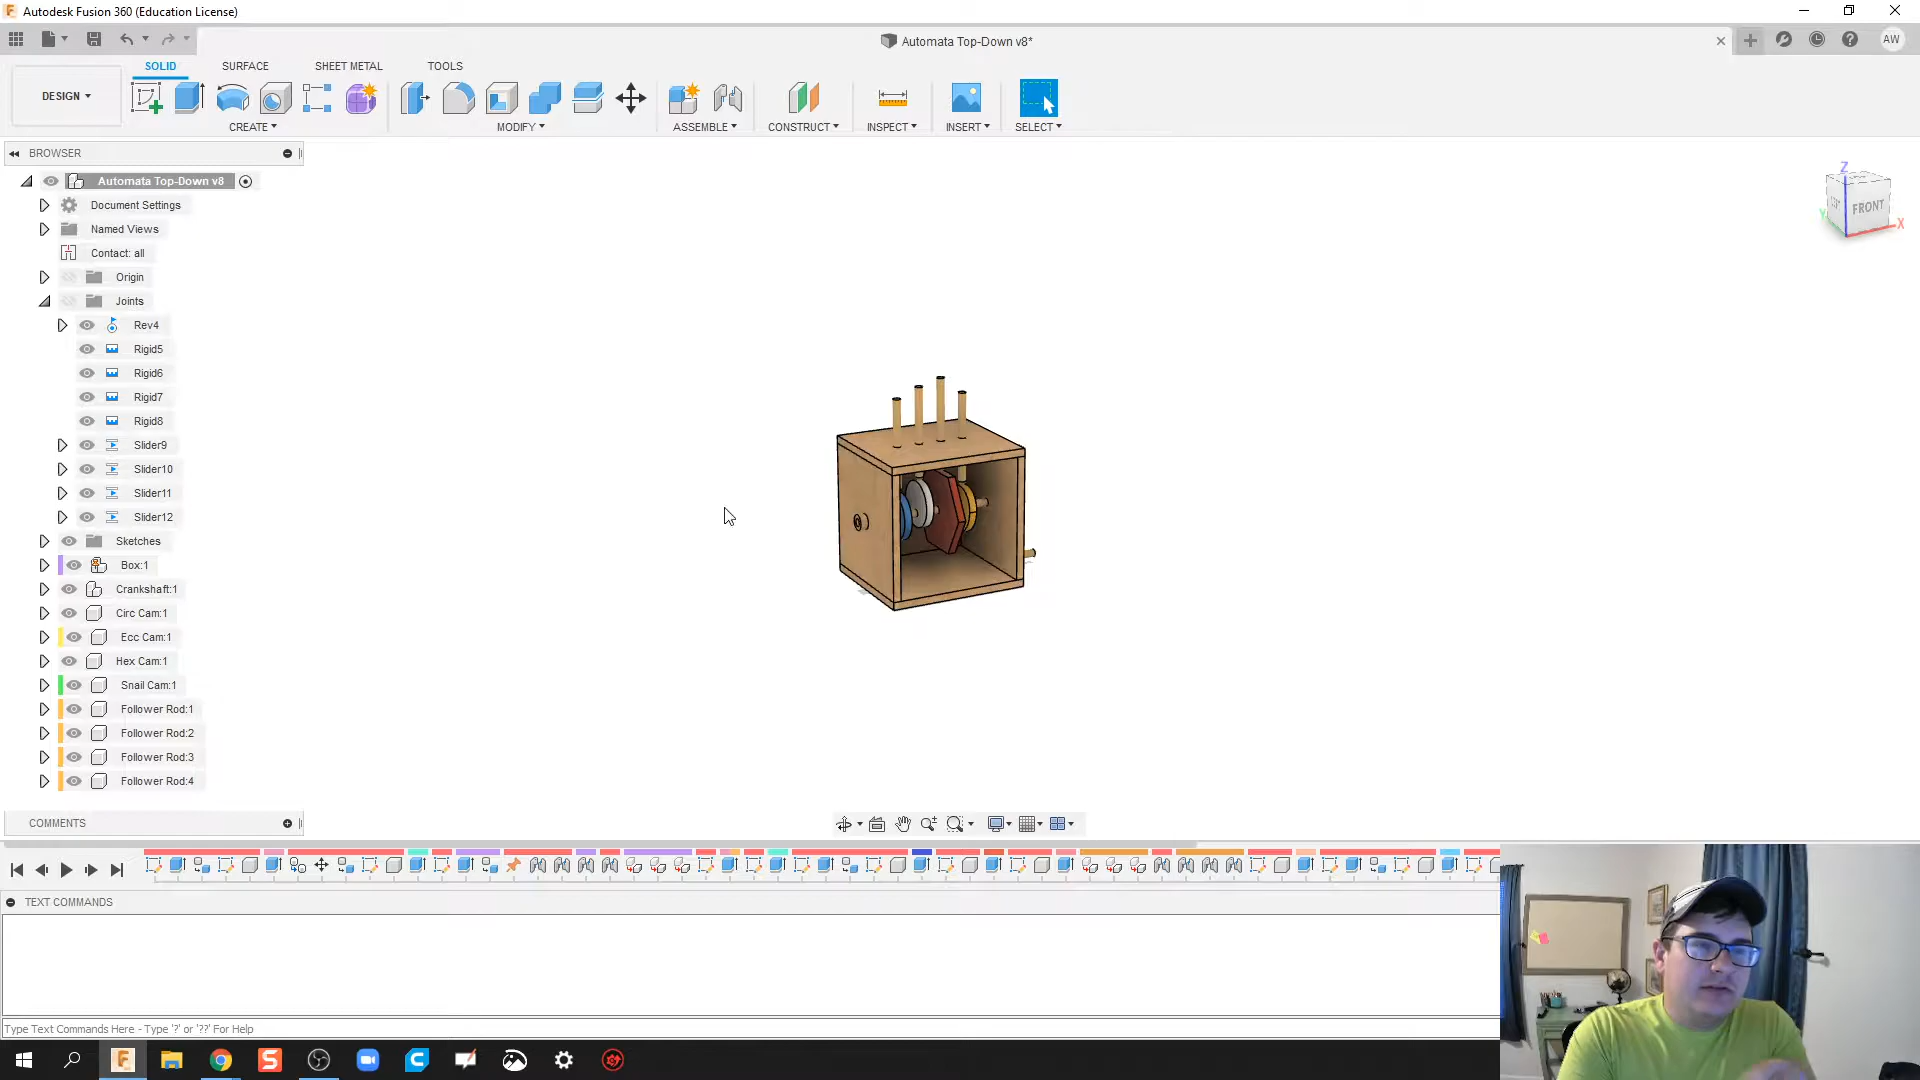 Autodesk Fusion 360 (Education License)
Automata Top-Down v8*
AW
DESIGN
SOLID
SURFACE
SHEET METAL
TOOLS
CREATE
MODIFY
ASSEMBLE
CONSTRUCT
INSPECT
INSERT
SELECT
BROWSER
Automata Top-Down v8
Document Settings
Named Views
Contact: all
Origin
Joints
Rev4
Rigid5
Rigid6
Rigid7
Rigid8
Slider9
Slider10
Slider11
Slider12
Sketches
Box:1
Crankshaft:1
Circ Cam:1
Ecc Cam:1
Hex Cam:1
Snail Cam:1
Follower Rod:1
Follower Rod:2
Follower Rod:3
Follower Rod:4
Z
FRONT
X
Y
COMMENTS
TEXT COMMANDS
Type Text Commands Here - Type '?' or '??' For Help